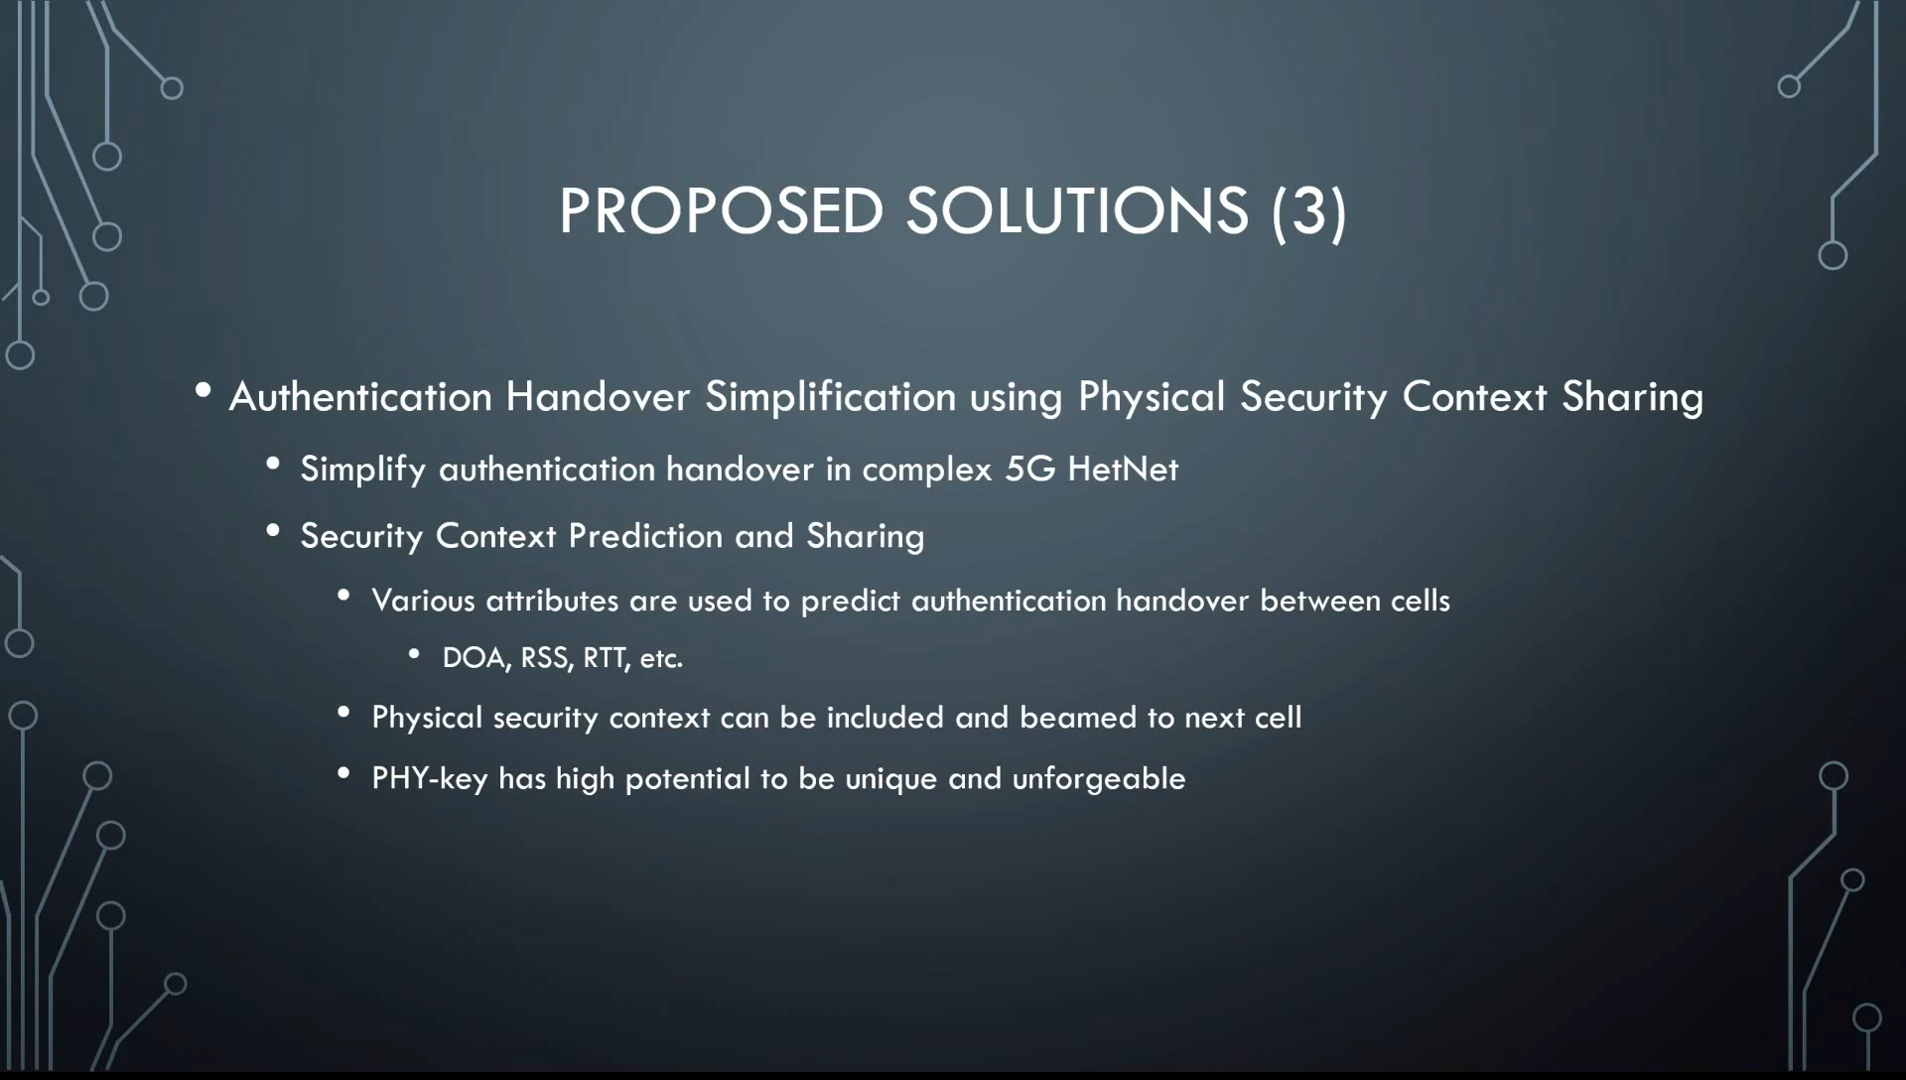 PROPOSED SOLUTIONS (3)
• Authentication Handover Simplification using Physical Security Context Sharing
• Simplify authentication handover in complex 5G HetNet
• Security Context Prediction and Sharing
• Various attributes are used to predict authentication handover between cells
• DOA, RSS, RTT, etc.
• Physical security context can be included and beamed to next cell
• PHY-key has high potential to be unique and unforgeable